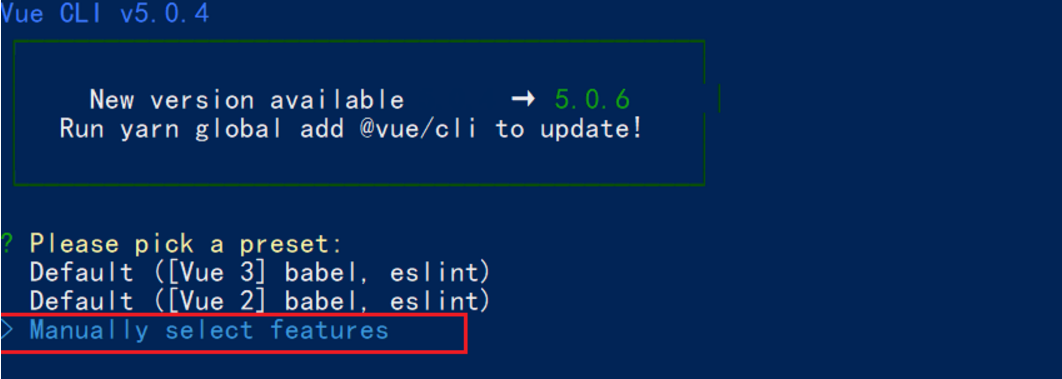 Vue CLI v5.0.4
New version available → 5.0.6
Run yarn global add @vue/cli to update!
? Please pick a preset:
Default ([Vue 3] babel, eslint)
Default ([Vue 2] babel, eslint)
> Manually select features